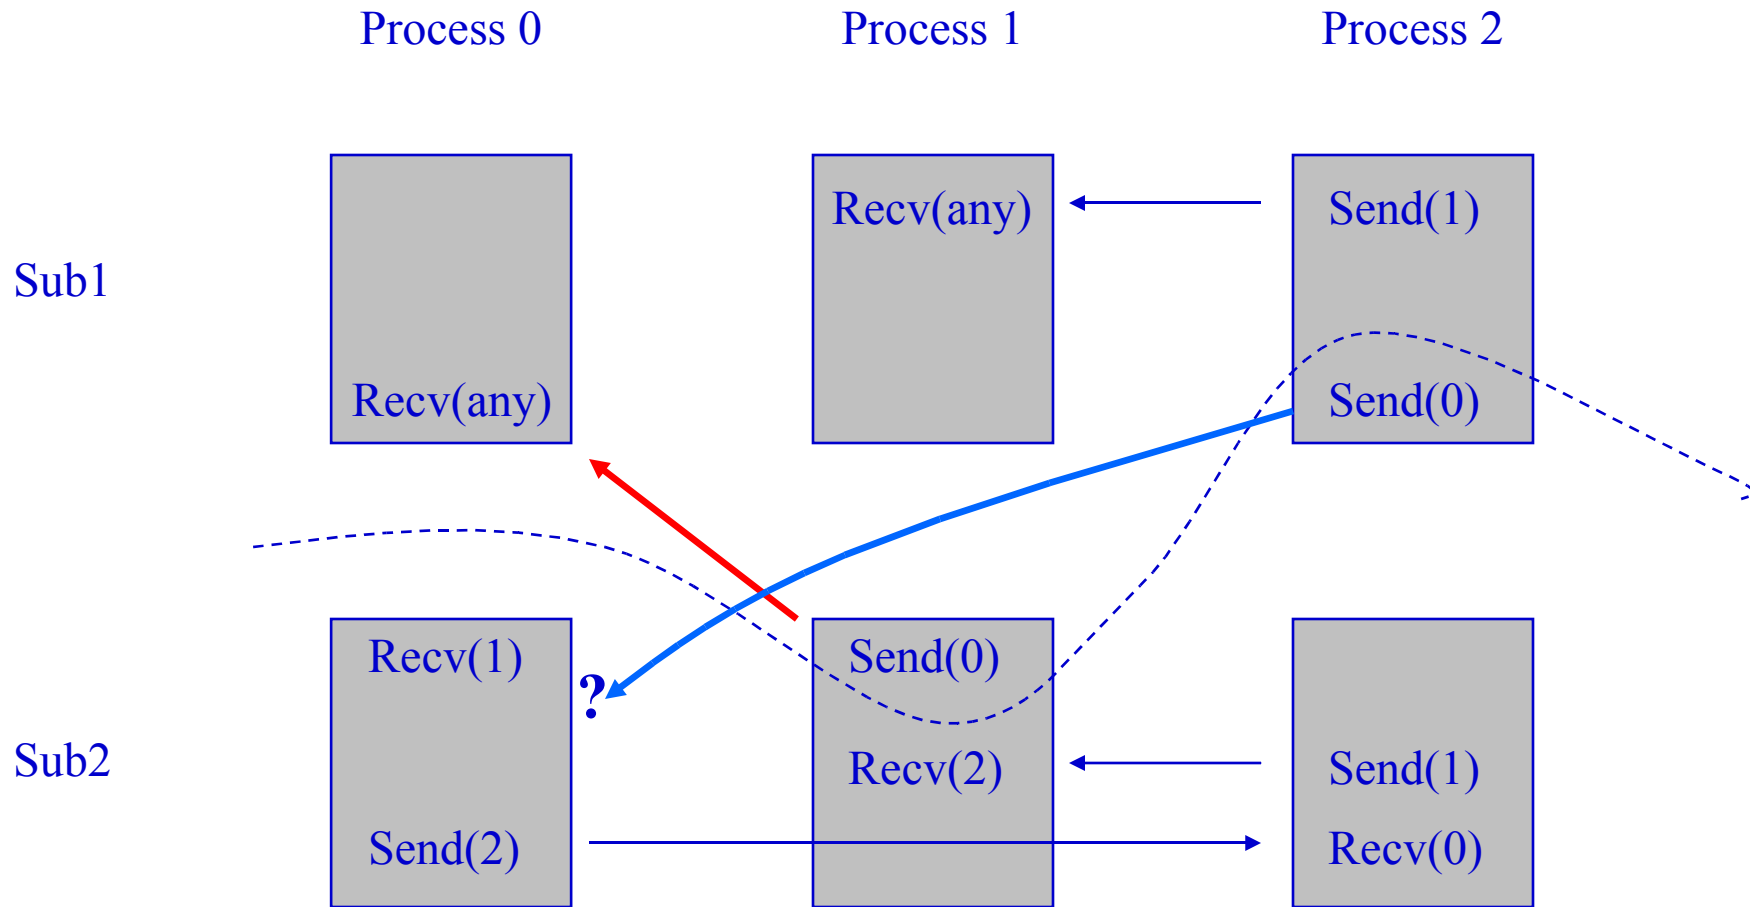 Process 0 Process 1 Process 2
Recv(any) Send(1)
Sub1
Recv(any) Send(0)
Recv(1) Send(0)
?
Sub2 Recv(2) Send(1)
Send(2) Recv(0)